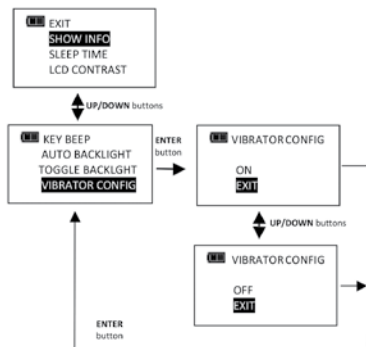 EXIT
SHOW INFO
SLEEP TIME
LCD CONTRAST
UP/DOWN buttons
KEY BEEP
AUTO BACKLIGHT
TOGGLE BACKLGHT
VIBRATOR CONFIG
ENTER
button
VIBRATOR CONFIG
ON
EXIT
UP/DOWN buttons
VIBRATOR CONFIG
OFF
EXIT
ENTER
button